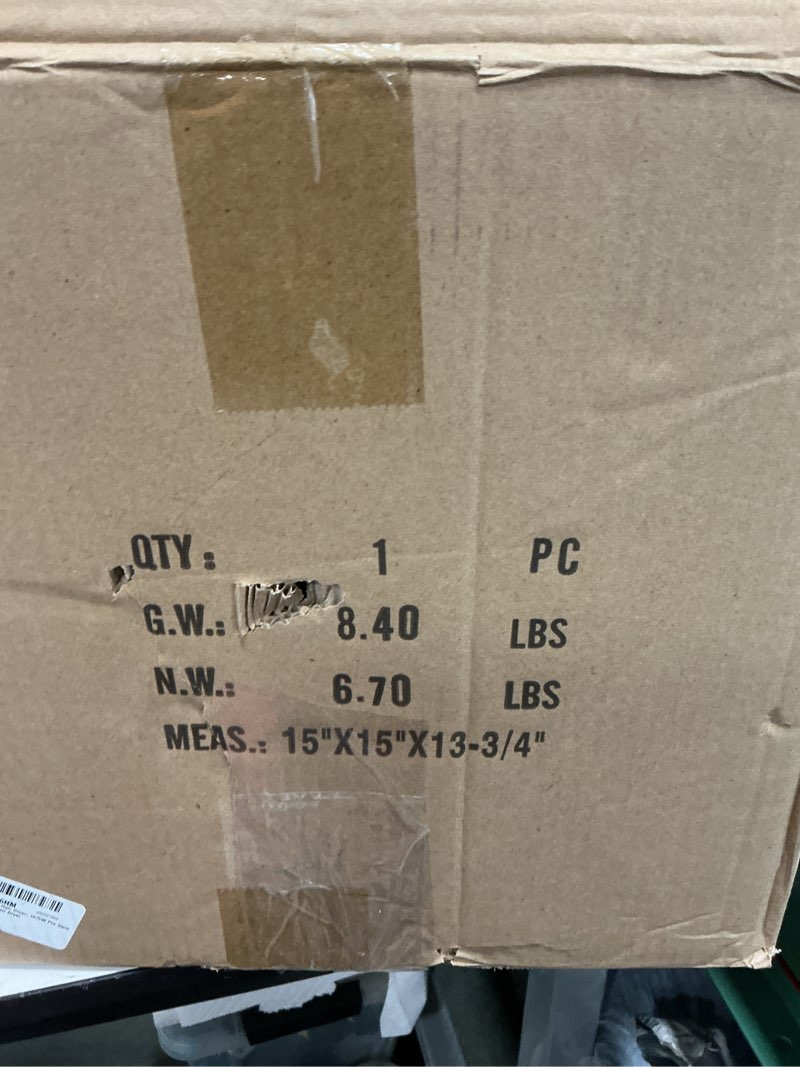 QTY: 1 PC
G.W.: 8.40 LBS
N.W.: 6.70 LBS
MEAS.: 15"X15"X13-3/4"